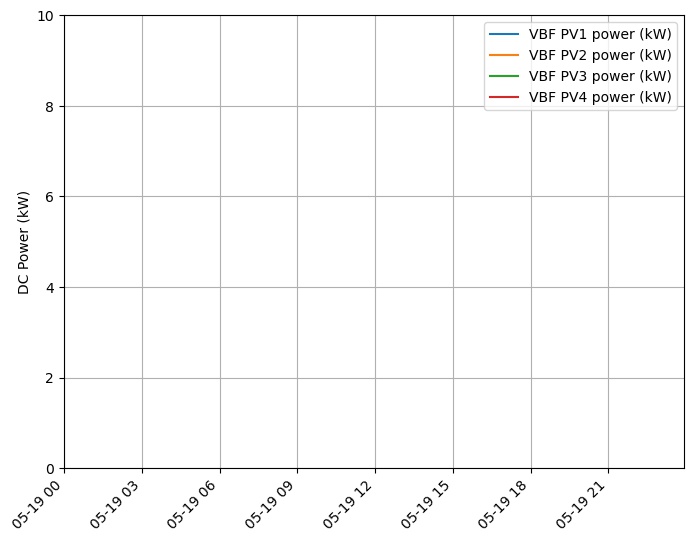 VBF PV1 power (kW)
VBF PV2 power (kW)
VBF PV3 power (kW)
VBF PV4 power (kW)
DC Power (kW)
10
8
6
4
2
0
05-19 00
05-19 03
05-19 06
05-19 09
05-19 12
05-19 15
05-19 18
05-19 21